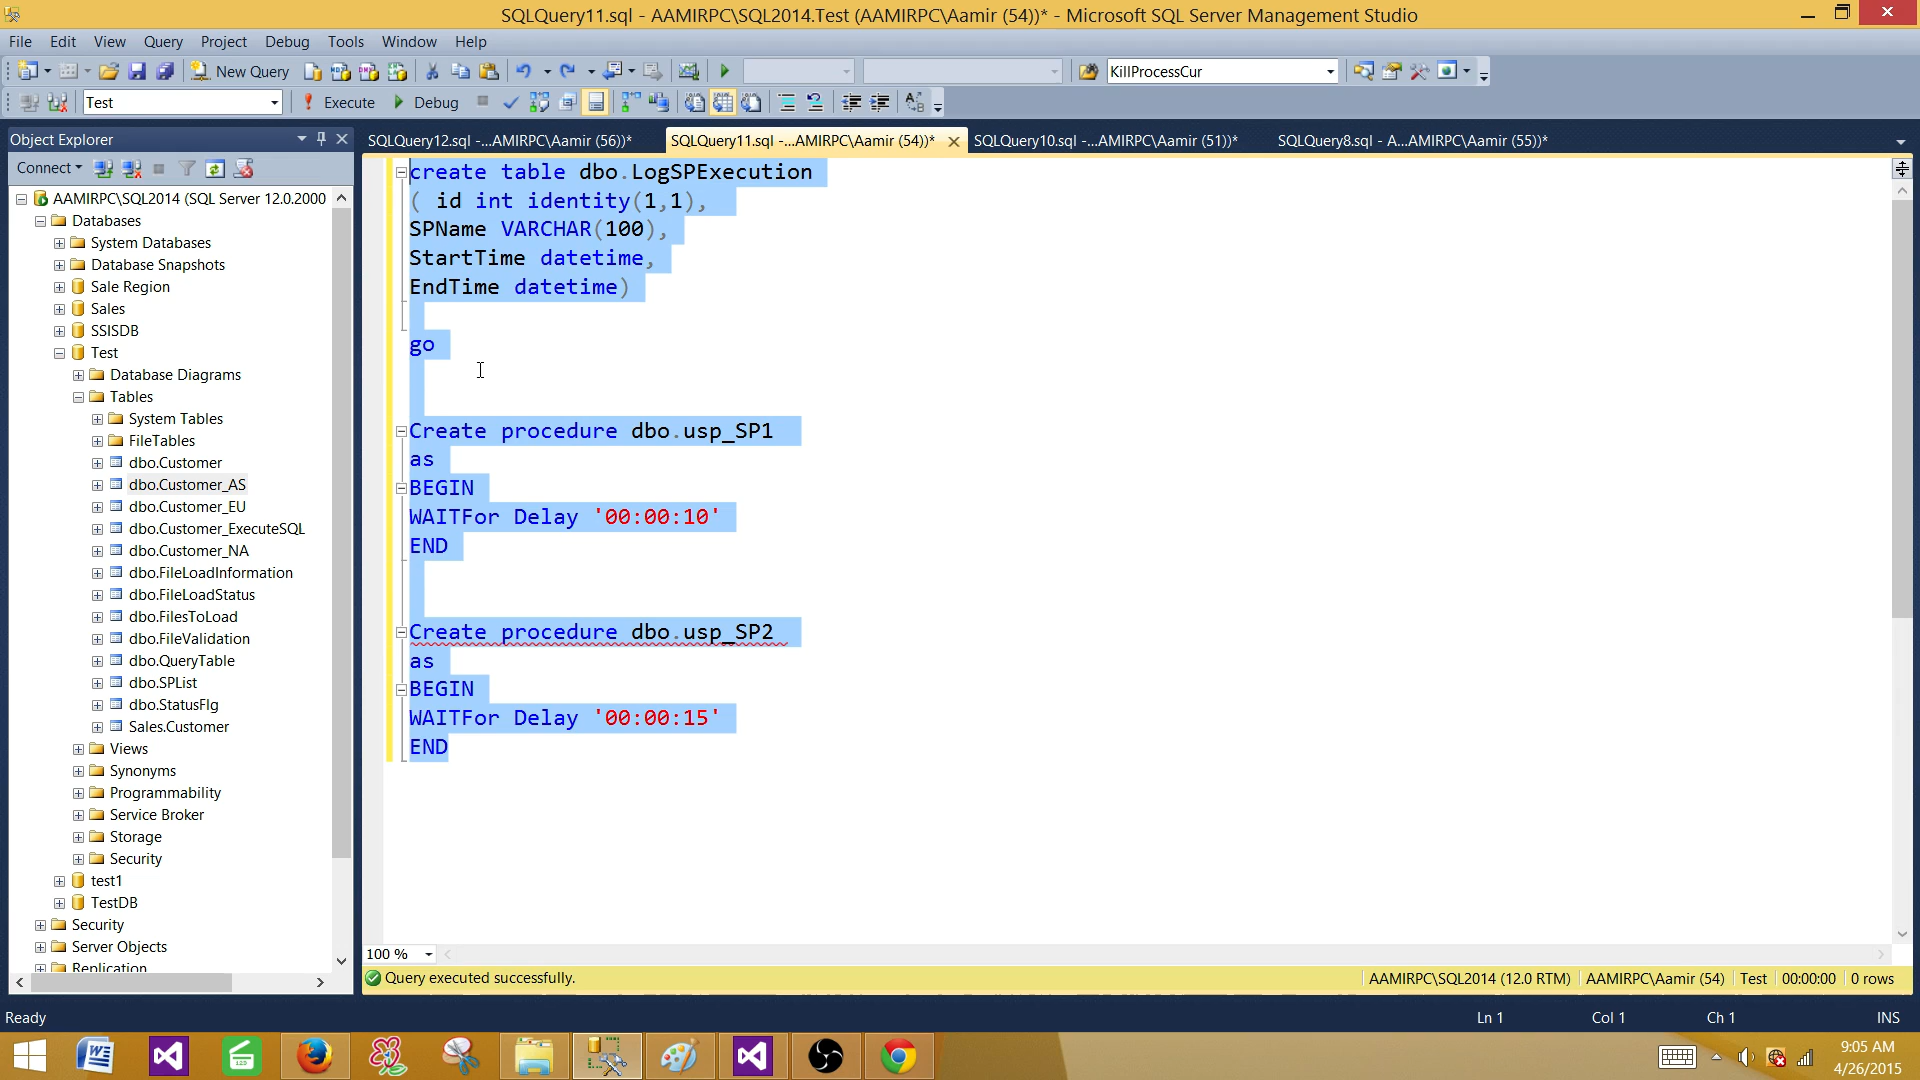 SQLQuery11.sql - AAMIRPC\SQL2014.Test (AAMIRPC\Aamir (54))* - Microsoft SQL Server Management Studio
File Edit View Query Project Debug Tools Window Help
New Query KillProcessCur
Test Execute Debug
Object Explorer
SQLQuery12.sql -...AMIRPC\Aamir (56))* SQLQuery11.sql -...AMIRPC\Aamir (54))* SQLQuery10.sql -...AMIRPC\Aamir (51))* SQLQuery8.sql - A...AMIRPC\Aamir (55))*
Connect
AAMIRPC\SQL2014 (SQL Server 12.0.2000
Databases
System Databases
Database Snapshots
Sale Region
Sales
SSISDB
Test
Database Diagrams
Tables
System Tables
FileTables
dbo.Customer
dbo.Customer_AS
dbo.Customer_EU
dbo.Customer_ExecuteSQL
dbo.Customer_NA
dbo.FileLoadInformation
dbo.FileLoadStatus
dbo.FilesToLoad
dbo.FileValidation
dbo.QueryTable
dbo.SPList
dbo.StatusFlg
Sales.Customer
Views
Synonyms
Programmability
Service Broker
Storage
Security
test1
TestDB
Security
Server Objects
Replication
create table dbo.LogSPExecution
( id int identity(1,1),
SPName VARCHAR(100),
StartTime datetime,
EndTime datetime)
go
Create procedure dbo.usp_SP1
as
BEGIN
WAITFor Delay '00:00:10'
END
Create procedure dbo.usp_SP2
as
BEGIN
WAITFor Delay '00:00:15'
END
100 %
Query executed successfully. AAMIRPC\SQL2014 (12.0 RTM) AAMIRPC\Aamir (54) Test 00:00:00 0 rows
Ready Ln 1 Col 1 Ch 1 INS
9:05 AM
4/26/2015